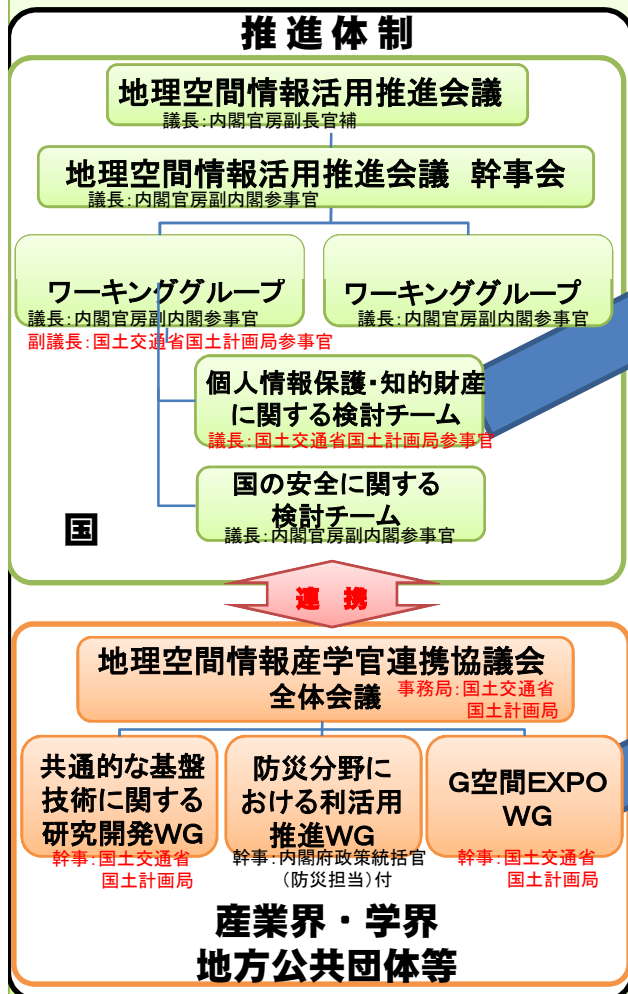 推進体制
地理空間情報活用推進会議
議長:内閣官房副長官補
地理空間情報活用推進会議 幹事会
議長:内閣官房副内閣参事官
ワーキンググループ
議長:内閣官房副内閣参事官
副議長:国土交通省国土計画局参事官
ワーキンググループ
議長:内閣官房副内閣参事官
個人情報保護・知的財産
に関する検討チーム
議長:国土交通省国土計画局参事官
国の安全に関する
検討チーム
議長:内閣官房副内閣参事官
国
連 携
地理空間情報産学官連携協議会
全体会議
事務局:国土交通省
国土計画局
共通的な基盤
技術に関する
研究開発WG
幹事:国土交通省
国土計画局
防災分野に
おける利活用
推進WG
幹事:内閣府政策統括官
(防災担当)付
G空間EXPO
WG
幹事:国土交通省
国土計画局
産業界・学界
地方公共団体等